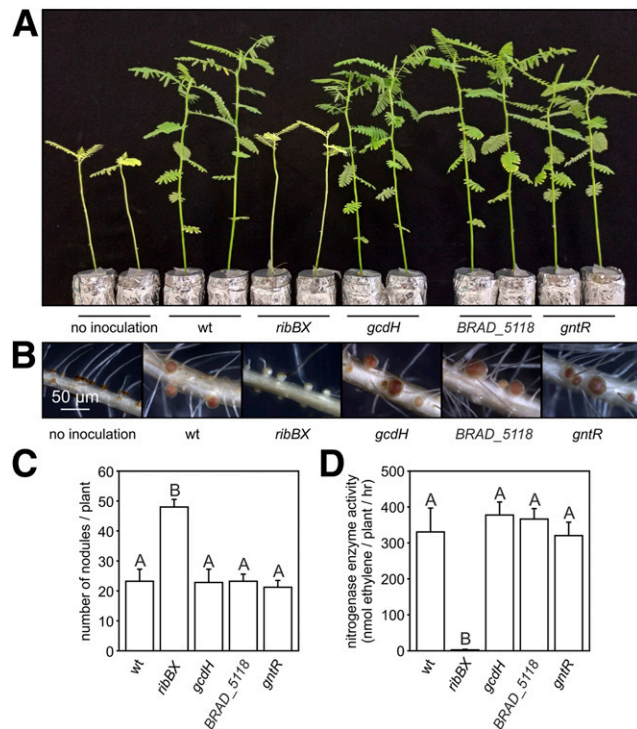 A
no inoculation wt ribBX gcdH BRAD_5118 gntR
B
50 µm
no inoculation wt ribBX gcdH BRAD_5118 gntR
C
number of nodules / plant
60
50
40
30
20
10
0
A
B
A
A
A
wt
ribBX
gcdH
BRAD_5118
gntR
D
nitrogenase enzyme activity
(nmol ethylene / plant / hr)
500
400
300
200
100
0
A
B
A
A
A
wt
ribBX
gcdH
BRAD_5118
gntR